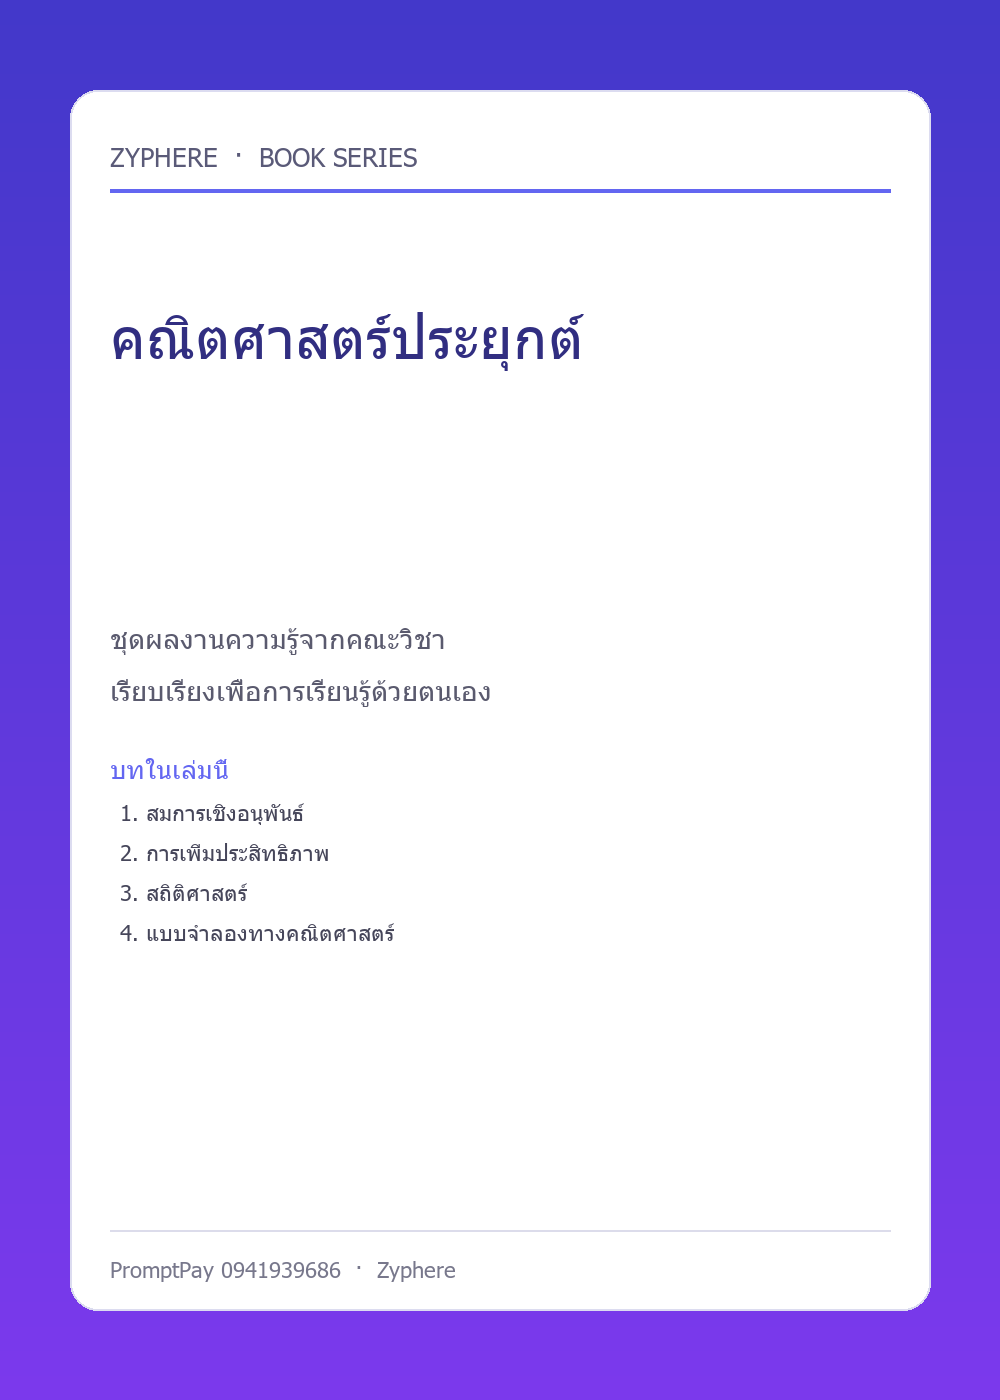 ZYPHERE · BOOK SERIES
คณิตศาสตร์ประยุกต์
ชุดผลงานความรู้จากคณะวิชา
เรียบเรียงเพื่อการเรียนรู้ด้วยตนเอง
บทในเล่มนี้
1. สมการเชิงอนุพันธ์
2. การเพิ่มประสิทธิภาพ
3. สถิติศาสตร์
4. แบบจำลองทางคณิตศาสตร์
PromptPay 0941939686 · Zyphere